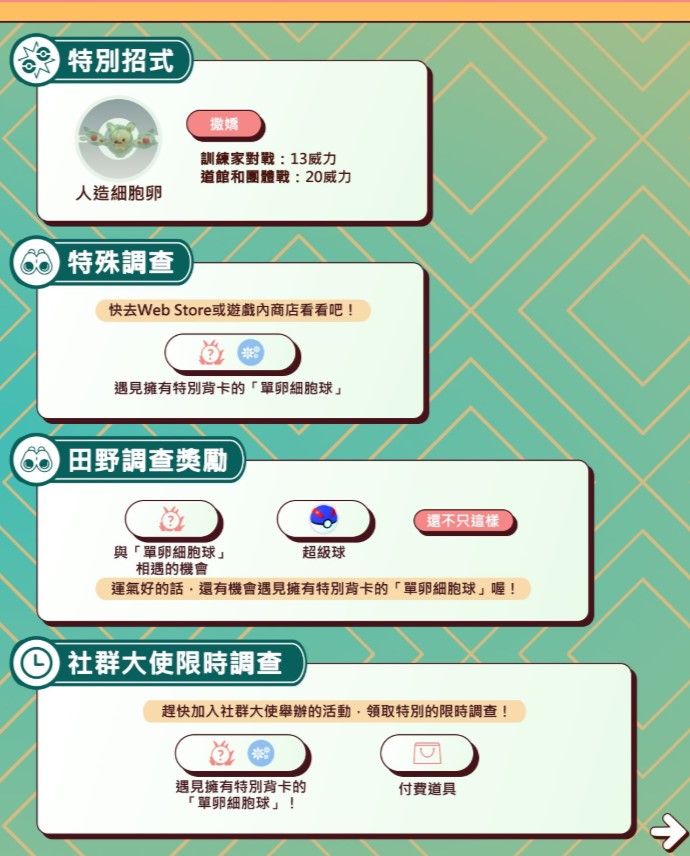 特別招式
撒嬌
訓練家對戰：13威力
道館和團體戰：20威力
人造細胞卵
特殊調查
快去Web Store或遊戲內商店看看吧！
?
遇見擁有特別背卡的「單卵細胞球」
田野調查獎勵
?
還不只這樣
與「單卵細胞球」
相遇的機會
超級球
運氣好的話，還有機會遇見擁有特別背卡的「單卵細胞球」喔！
社群大使限時調查
趕快加入社群大使舉辦的活動，領取特別的限時調查！
?
遇見擁有特別背卡的
「單卵細胞球」！
付費道具